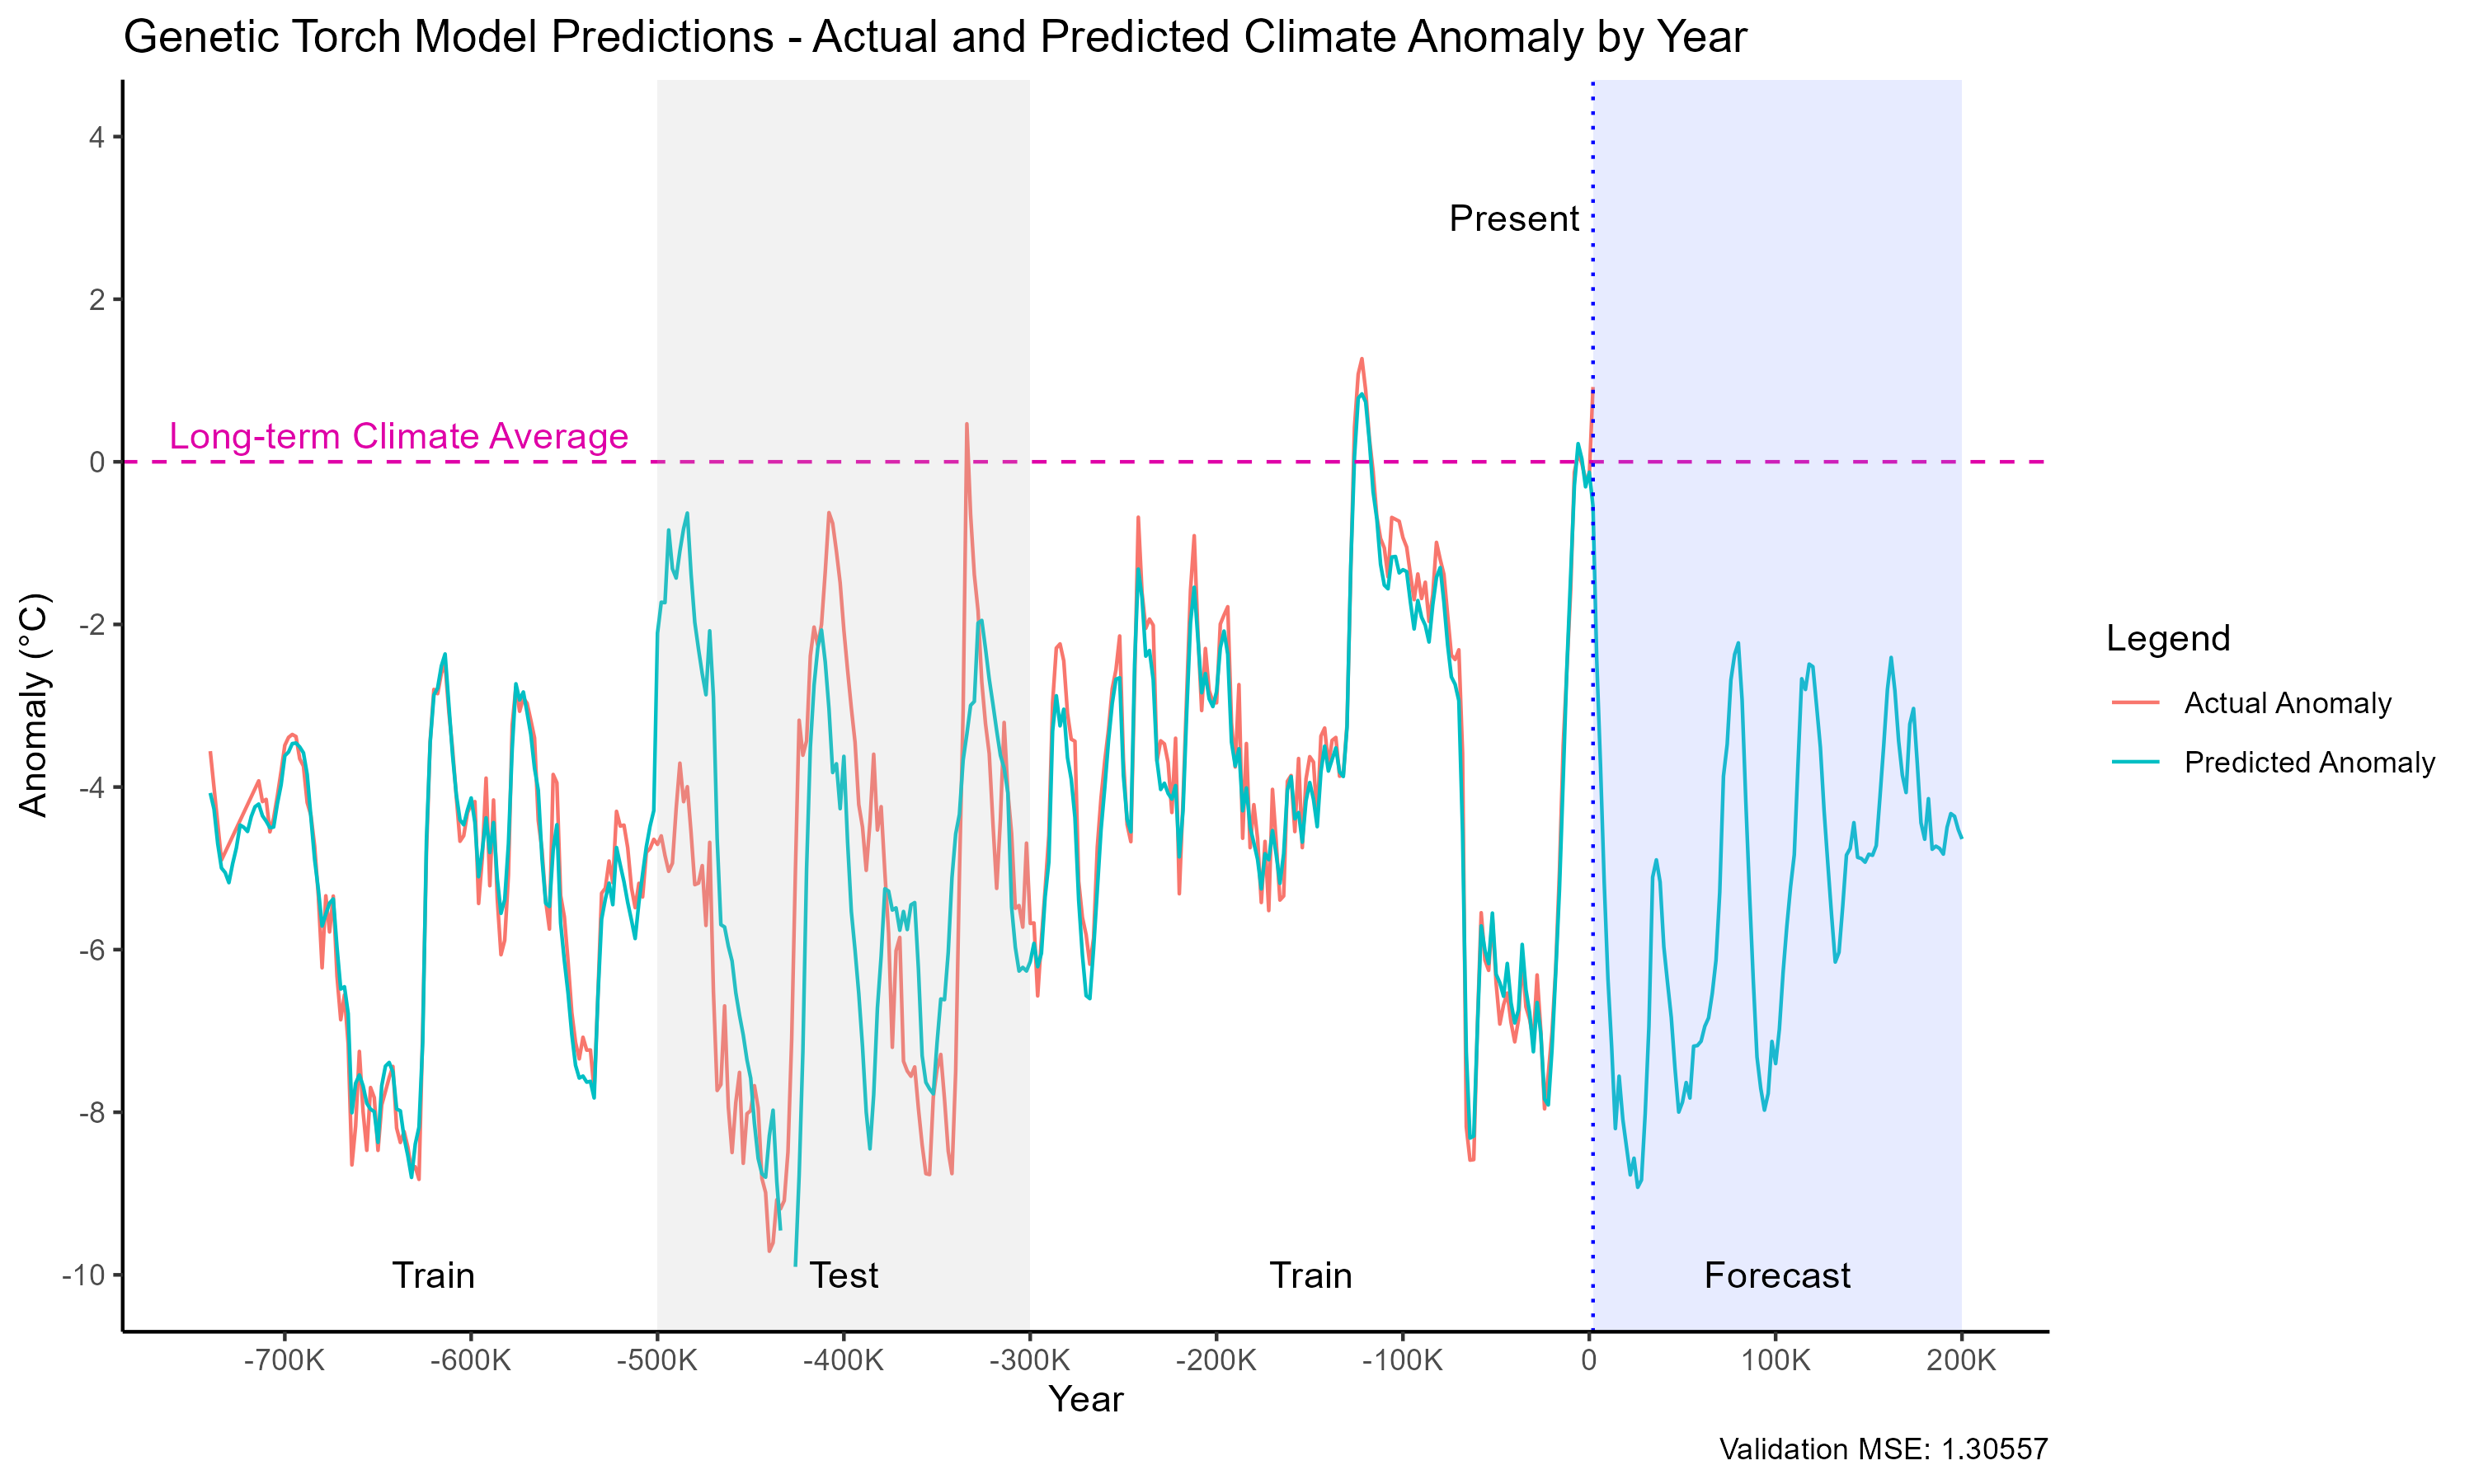 Genetic Torch Model Predictions - Actual and Predicted Climate Anomaly by Year
Anomaly (°C)
4
2
0
-2
-4
-6
-8
-10
Present
Long-term Climate Average
Train
Test
Train
Forecast
-700K
-600K
-500K
-400K
-300K
-200K
-100K
0
100K
200K
Year
Legend
Actual Anomaly
Predicted Anomaly
Validation MSE: 1.30557